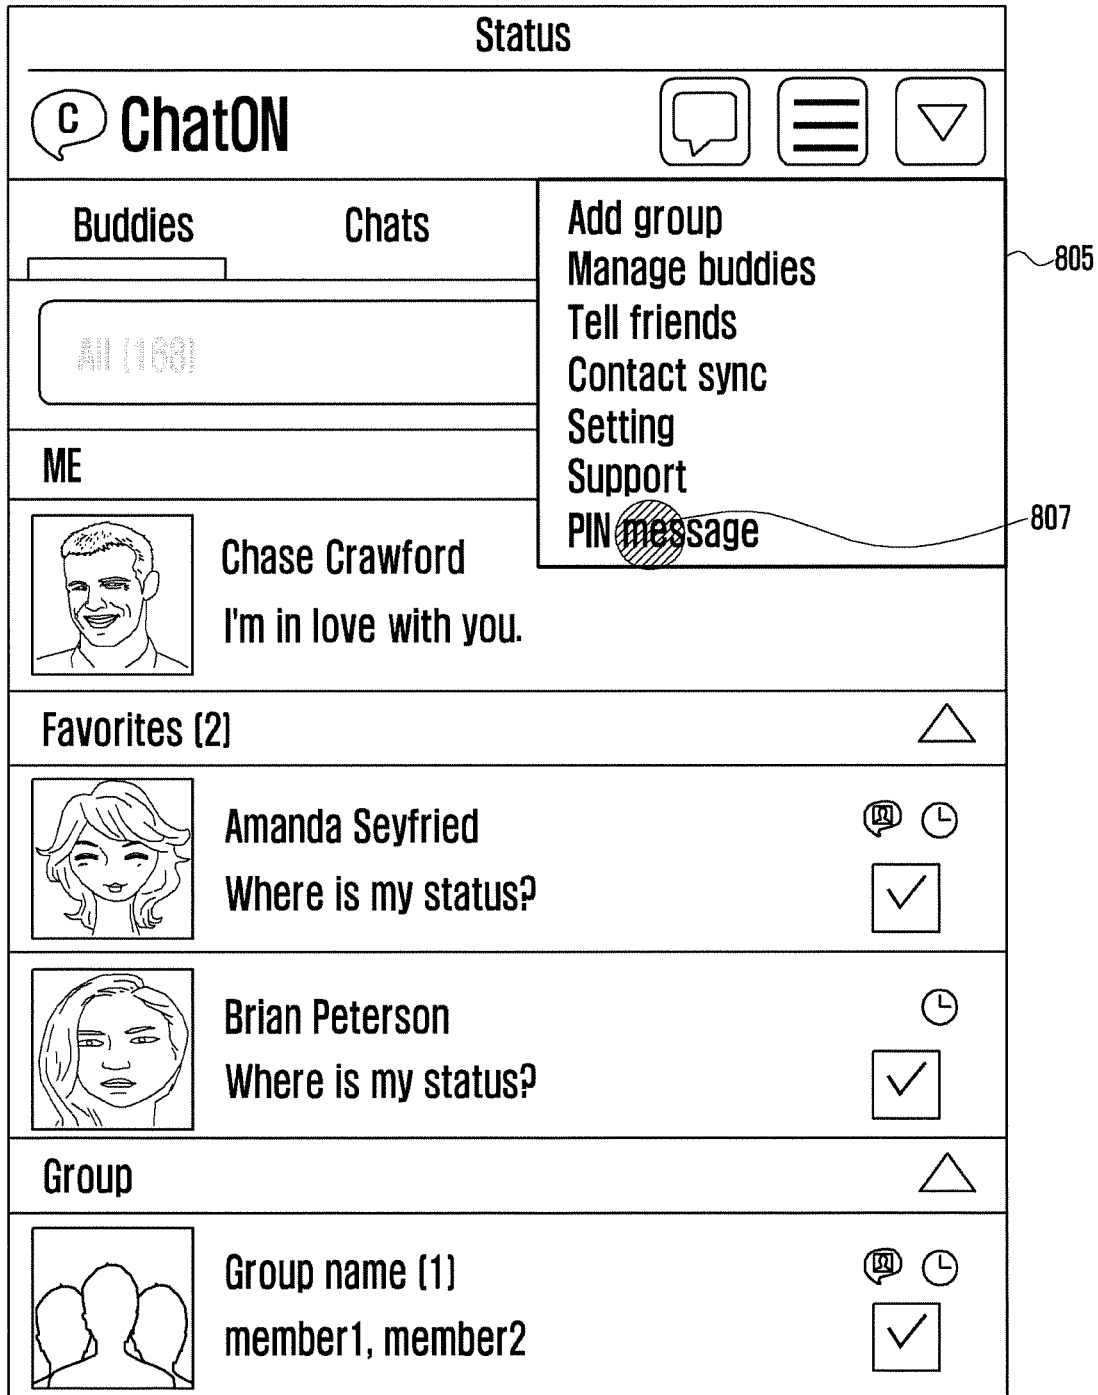 Status
C ChatON
Buddies
Chats
Add group
Manage buddies
Tell friends
Contact sync
Setting
Support
PIN message
805
807
All (168)
ME
Chase Crawford
I'm in love with you.
Favorites (2)
Amanda Seyfried
Where is my status?
Brian Peterson
Where is my status?
Group
Group name (1)
member1, member2